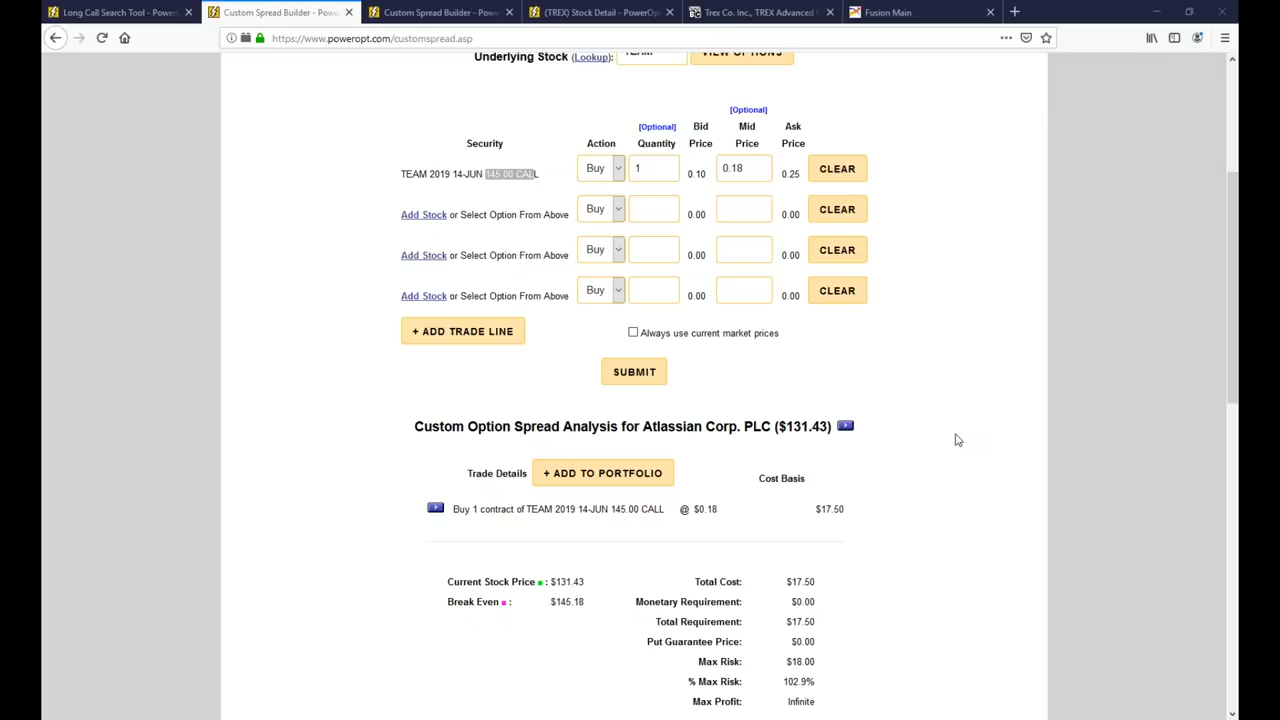 Long Call Search Tool - PowerO
Custom Spread Builder - Powe
Custom Spread Builder - Powe
(TREX) Stock Detail - PowerOp
Trex Co. Inc., TREX Advanced C
Fusion Main
https://www.poweropt.com/customspread.asp
Underlying Stock (Lookup): TEAM VIEW OPTIONS
[Optional]
[Optional] Bid Mid Ask
Security Action Quantity Price Price Price
TEAM 2019 14-JUN 145.00 CALL Buy 1 0.10 0.18 0.25 CLEAR
Add Stock or Select Option From Above Buy 0.00 0.00 CLEAR
Add Stock or Select Option From Above Buy 0.00 0.00 CLEAR
Add Stock or Select Option From Above Buy 0.00 0.00 CLEAR
+ ADD TRADE LINE Always use current market prices
SUBMIT
Custom Option Spread Analysis for Atlassian Corp. PLC ($131.43)
Trade Details + ADD TO PORTFOLIO Cost Basis
Buy 1 contract of TEAM 2019 14-JUN 145.00 CALL @ $0.18 $17.50
Current Stock Price : $131.43 Total Cost: $17.50
Break Even : $145.18 Monetary Requirement: $0.00
Total Requirement: $17.50
Put Guarantee Price: $0.00
Max Risk: $18.00
% Max Risk: 102.9%
Max Profit: Infinite